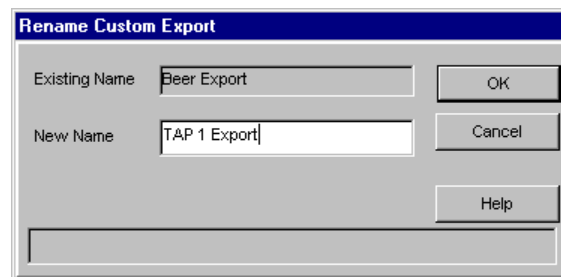 Rename Custom Export
Existing Name Beer Export OK
New Name TAP 1 Export Cancel
Help